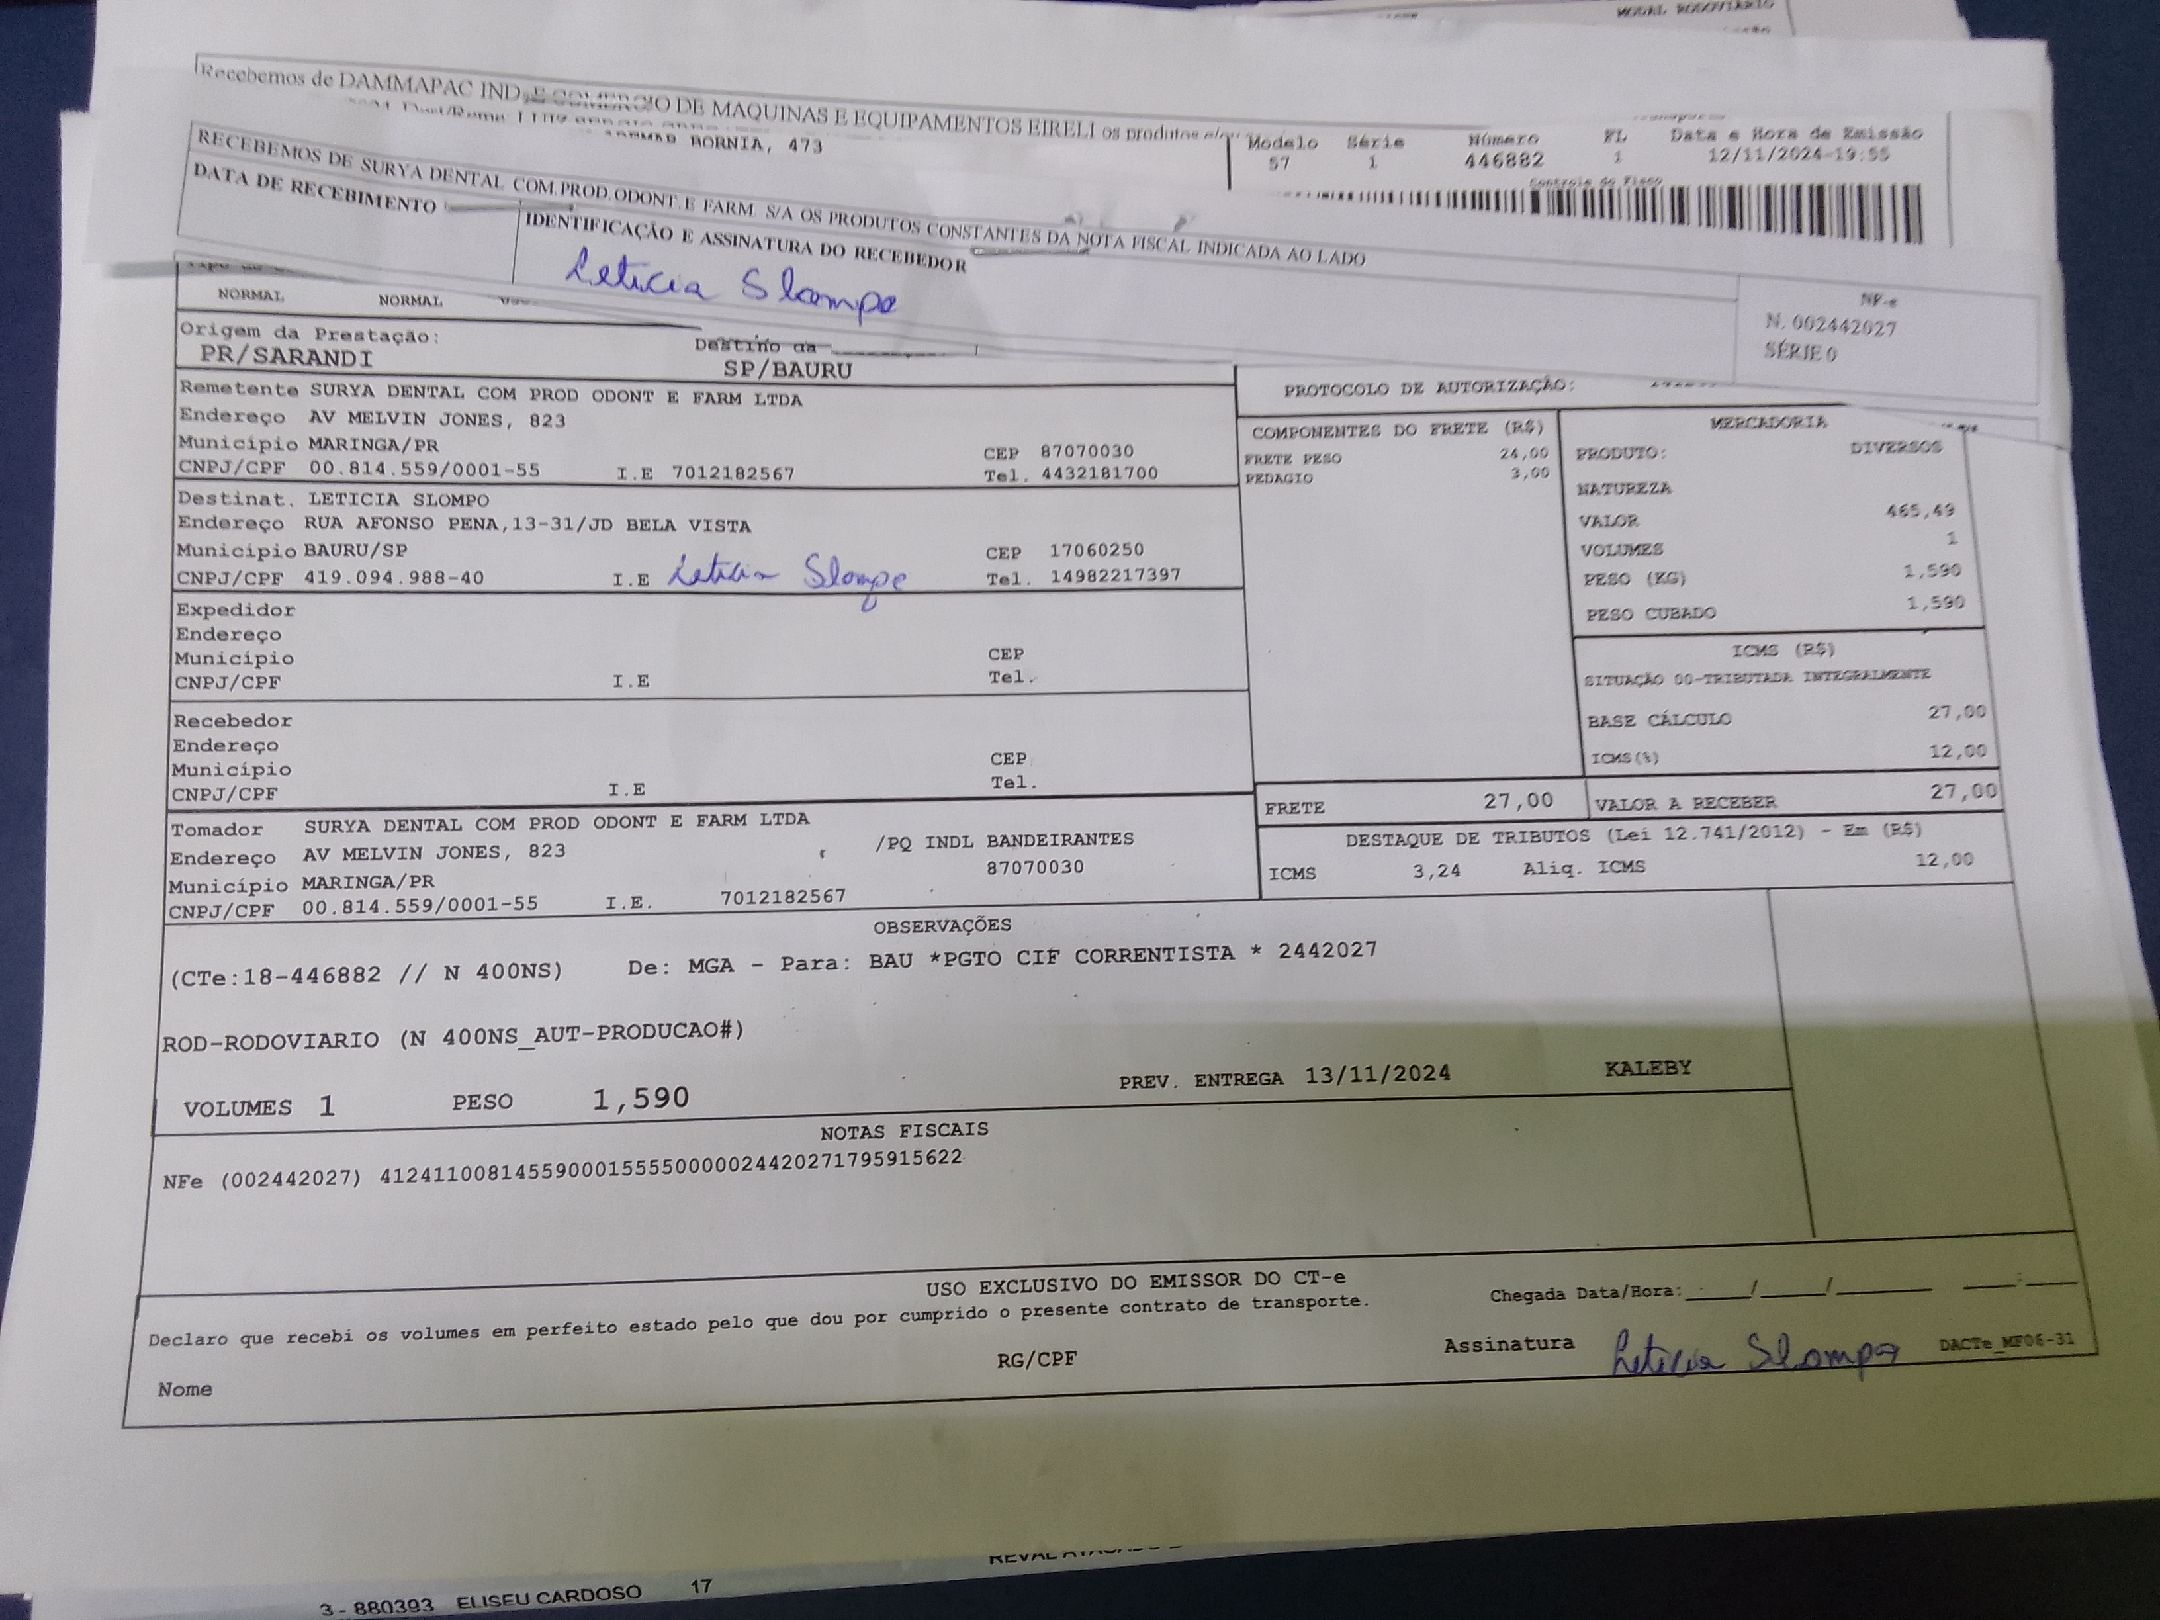 MODAL RODOVIÁRIO
Recebemos de DAMMAPAC IND. E COMERCIO DE MAQUINAS E EQUIPAMENTOS EIRELI os produtos
BORNIA, 473
Modelo Série Número FL Data e Hora de Emissão
57 1 446882 1 12/11/2024-19:55
Controle do Fisco
RECEBEMOS DE SURYA DENTAL COM.PROD.ODONT.E FARM. S/A OS PRODUTOS CONSTANTES DA NOTA FISCAL INDICADA AO LADO
DATA DE RECEBIMENTO
IDENTIFICAÇÃO E ASSINATURA DO RECEBEDOR
Leticia Slompo
NF-e
N. 002442027
SÉRIE 0
NORMAL NORMAL
Origem da Prestação:
PR/SARANDI
Destino da
SP/BAURU
PROTOCOLO DE AUTORIZAÇÃO:
Remetente SURYA DENTAL COM PROD ODONT E FARM LTDA
Endereço AV MELVIN JONES, 823
Município MARINGA/PR CEP 87070030
CNPJ/CPF 00.814.559/0001-55 I.E 7012182567 Tel. 4432181700
Destinat. LETICIA SLOMPO
Endereço RUA AFONSO PENA,13-31/JD BELA VISTA
Município BAURU/SP CEP 17060250
CNPJ/CPF 419.094.988-40 I.E Leticia Slompo Tel. 14982217397
Expedidor
Endereço
Município CEP
CNPJ/CPF I.E Tel.
Recebedor
Endereço
Município CEP
CNPJ/CPF I.E Tel.
Tomador SURYA DENTAL COM PROD ODONT E FARM LTDA
Endereço AV MELVIN JONES, 823 /PQ INDL BANDEIRANTES
Município MARINGA/PR 87070030
CNPJ/CPF 00.814.559/0001-55 I.E. 7012182567
COMPONENTES DO FRETE (R$)
FRETE PESO 24,00
PEDAGIO 3,00
MERCADORIA
PRODUTO: DIVERSOS
NATUREZA
VALOR 465,49
VOLUMES 1
PESO (KG) 1,590
PESO CUBADO 1,590
ICMS (R$)
SITUAÇÃO 00-TRIBUTADA INTEGRALMENTE
BASE CÁLCULO 27,00
ICMS(%) 12,00
FRETE 27,00 VALOR A RECEBER 27,00
DESTAQUE DE TRIBUTOS (Lei 12.741/2012) - Em (R$)
ICMS 3,24 Aliq. ICMS 12,00
OBSERVAÇÕES
(CTe:18-446882 // N 400NS) De: MGA - Para: BAU *PGTO CIF CORRENTISTA * 2442027
ROD-RODOVIARIO (N 400NS_AUT-PRODUCAO#)
VOLUMES 1 PESO 1,590 PREV. ENTREGA 13/11/2024 KALEBY
NOTAS FISCAIS
NFe (002442027) 41241100814559000155550000024420271795915622
USO EXCLUSIVO DO EMISSOR DO CT-e
Declaro que recebi os volumes em perfeito estado pelo que dou por cumprido o presente contrato de transporte.
Chegada Data/Hora:_____/_____/_______ ____:____
Nome RG/CPF Assinatura Leticia Slompo DACTe_MF06-31
3 - 880393 ELISEU CARDOSO 17